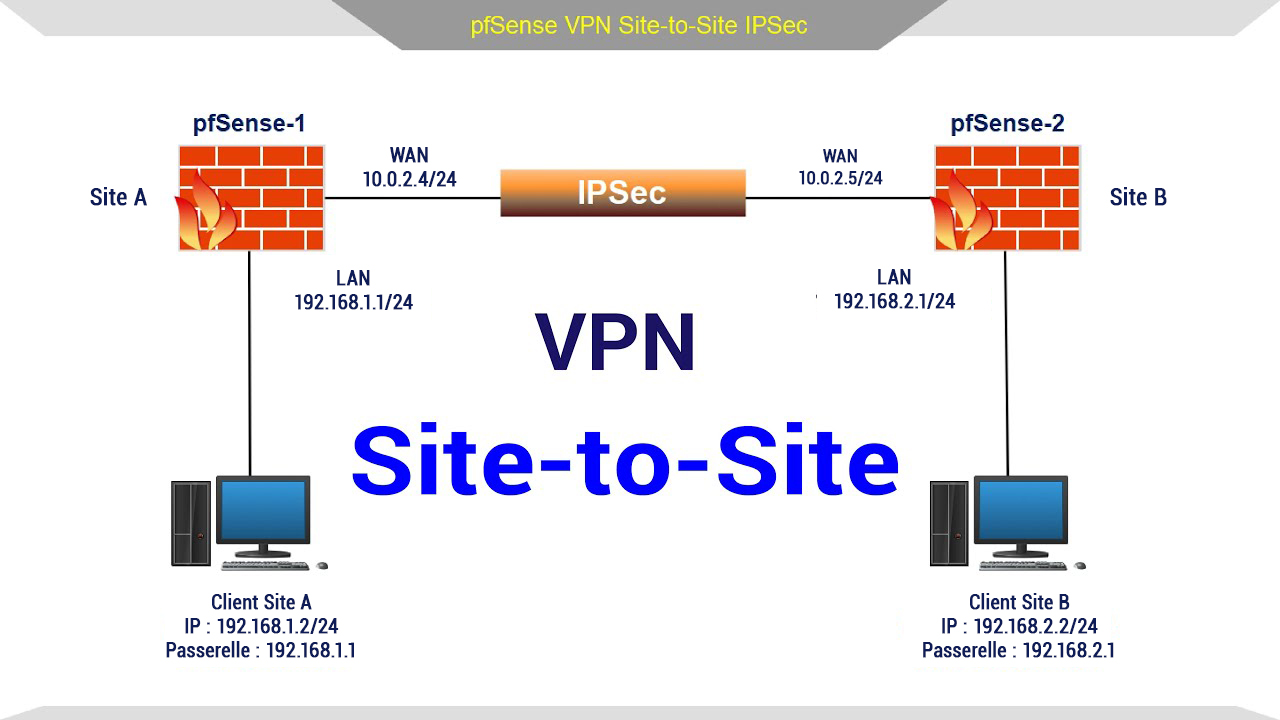 pfSense VPN Site-to-Site IPSec
pfSense-1
pfSense-2
WAN
10.0.2.4/24
WAN
10.0.2.5/24
IPSec
Site A
Site B
LAN
192.168.1.1/24
LAN
192.168.2.1/24
VPN
Site-to-Site
Client Site A
IP : 192.168.1.2/24
Passerelle : 192.168.1.1
Client Site B
IP : 192.168.2.2/24
Passerelle : 192.168.2.1